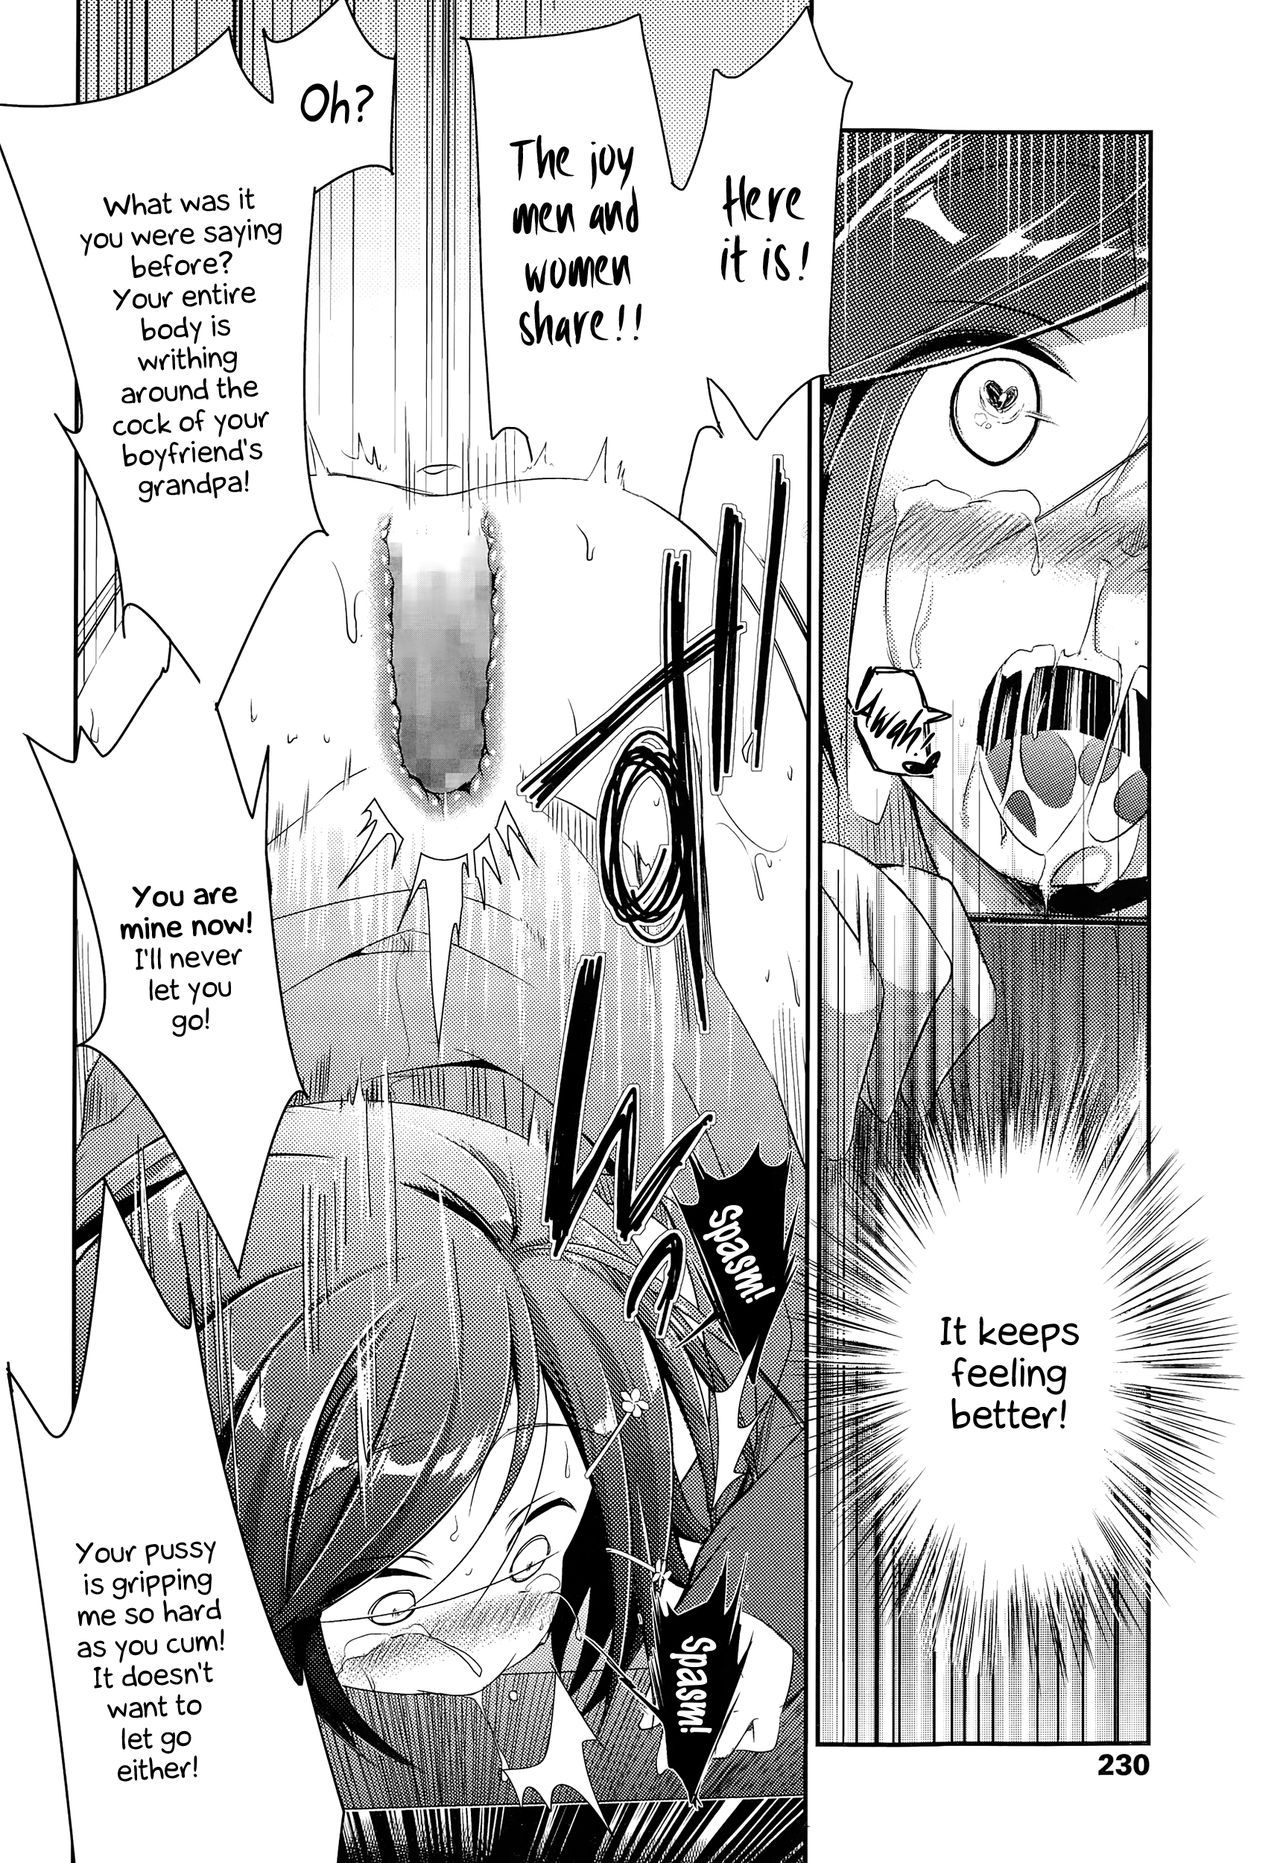 Awah!
It keeps
feeling
better!
Here
it is!
The joy
men and
women
share!!
Oh?
What was it
you were saying
before?
Your entire
body is
writhing
around the
cock of your
boyfriend's
grandpa!
You are
mine now!
I'll never
let you
go!
Spasm!
Spasm!
Your pussy
is gripping
me so hard
as you cum!
It doesn't
want to
let go
either!
230